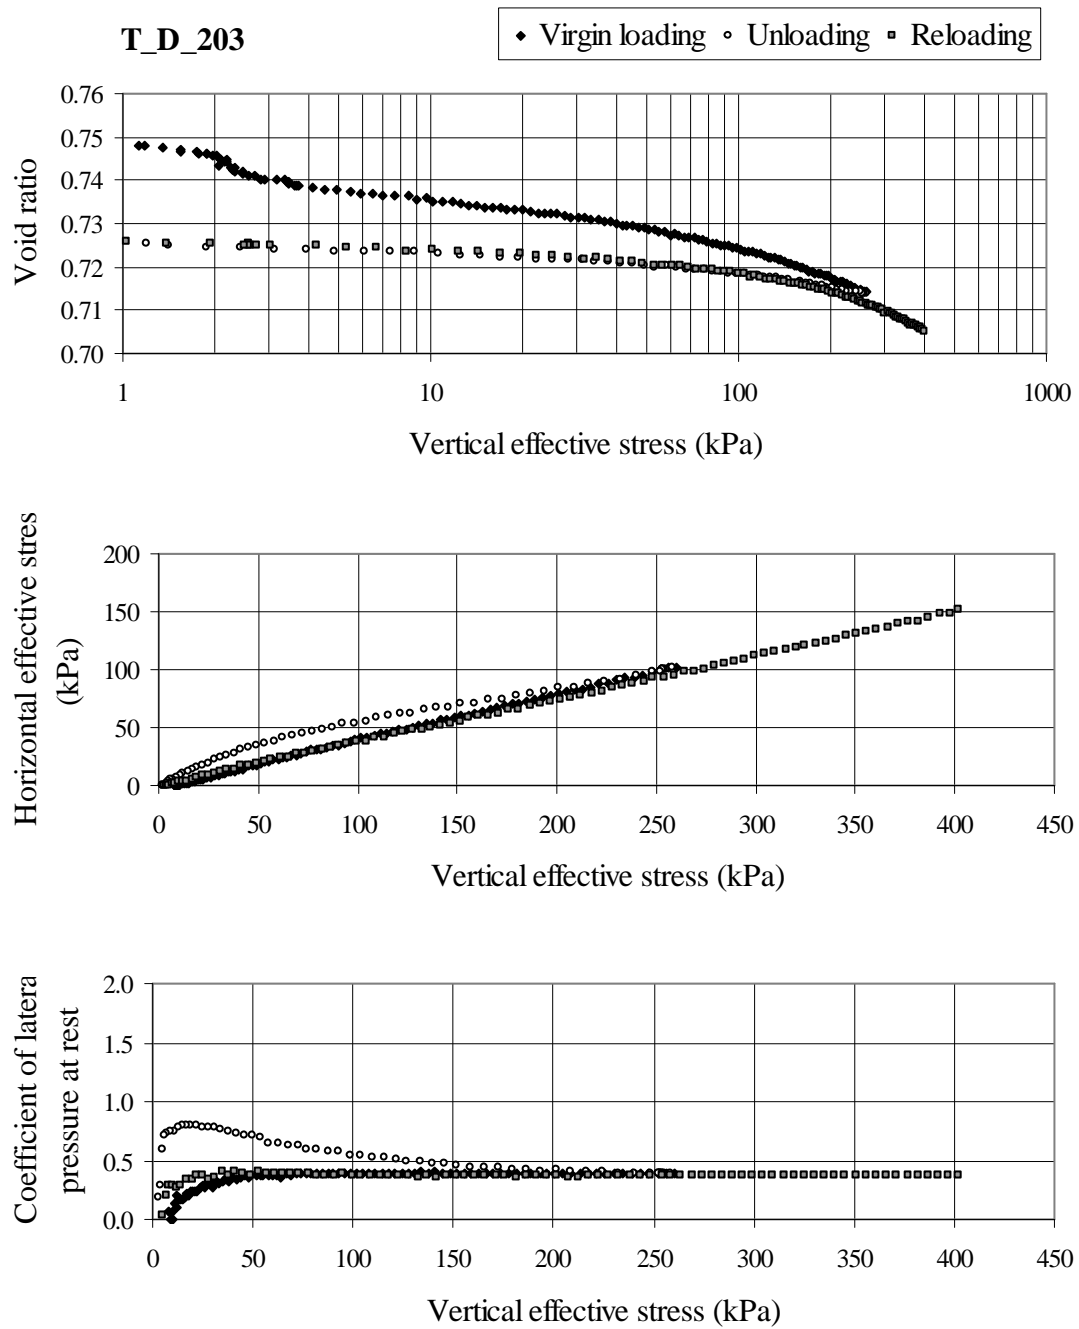 T_D_203
Virgin loading Unloading Reloading
Void ratio
0.76
0.75
0.74
0.73
0.72
0.71
0.70
1 10 100 1000
Vertical effective stress (kPa)
Horizontal effective stres
(kPa)
200
150
100
50
0
0 50 100 150 200 250 300 350 400 450
Vertical effective stress (kPa)
Coefficient of latera
pressure at rest
2.0
1.5
1.0
0.5
0.0
0 50 100 150 200 250 300 350 400 450
Vertical effective stress (kPa)